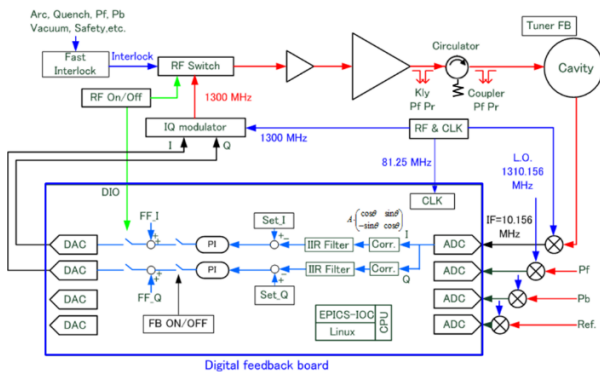 Arc, Quench, Pf, Pb
Vacuum, Safety,etc.
Tuner FB
Fast
Interlock
Interlock
RF Switch
Circulator
Cavity
RF On/Off
1300 MHz
Kly
Pf Pr
Coupler
Pf Pr
IQ modulator
I
Q
1300 MHz
RF & CLK
81.25 MHz
L.O.
1310.156
MHz
DIO
CLK
FF_I
Set_I
A·(cosθ sinθ
−sinθ cosθ)
IF=10.156
MHz
DAC
+
+
PI
+
−
IIR Filter
Corr.
I
ADC
DAC
+
+
PI
+
−
IIR Filter
Corr.
Q
ADC
Pf
FF_Q
Set_Q
DAC
ADC
Pb
DAC
FB ON/OFF
EPICS-IOC
Linux
CPU
ADC
Ref.
Digital feedback board